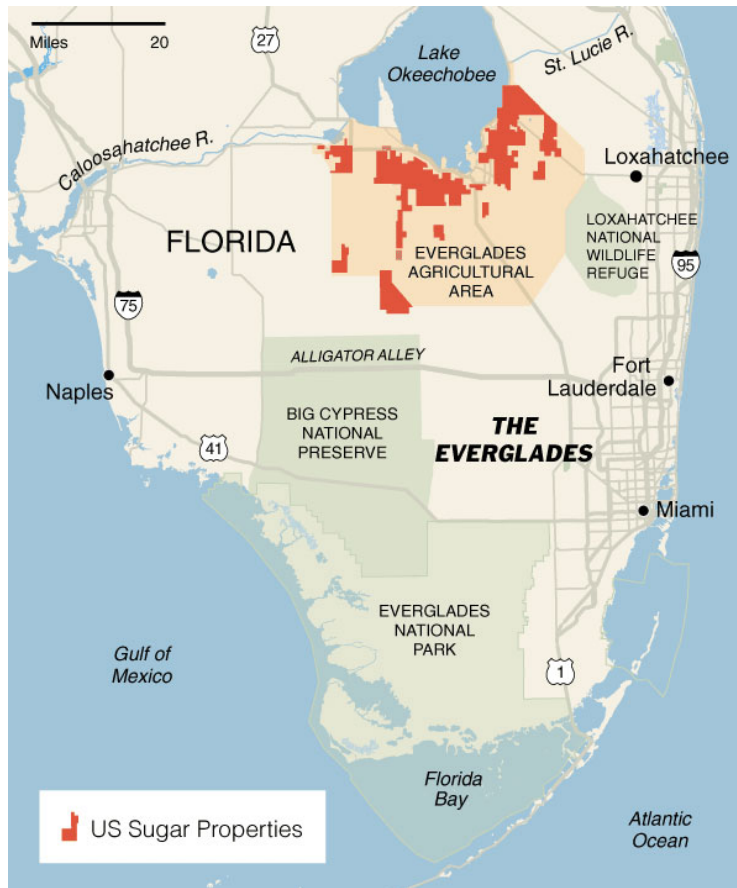 Miles 20
27
Lake
Okeechobee
St. Lucie R.
Caloosahatchee R.
Loxahatchee
FLORIDA
LOXAHATCHEE
NATIONAL
WILDLIFE
REFUGE
EVERGLADES
AGRICULTURAL
AREA
95
75
ALLIGATOR ALLEY
Naples
Fort
Lauderdale
BIG CYPRESS
NATIONAL
PRESERVE
THE
EVERGLADES
41
Miami
EVERGLADES
NATIONAL
PARK
Gulf of
Mexico
1
Florida
Bay
US Sugar Properties
Atlantic
Ocean